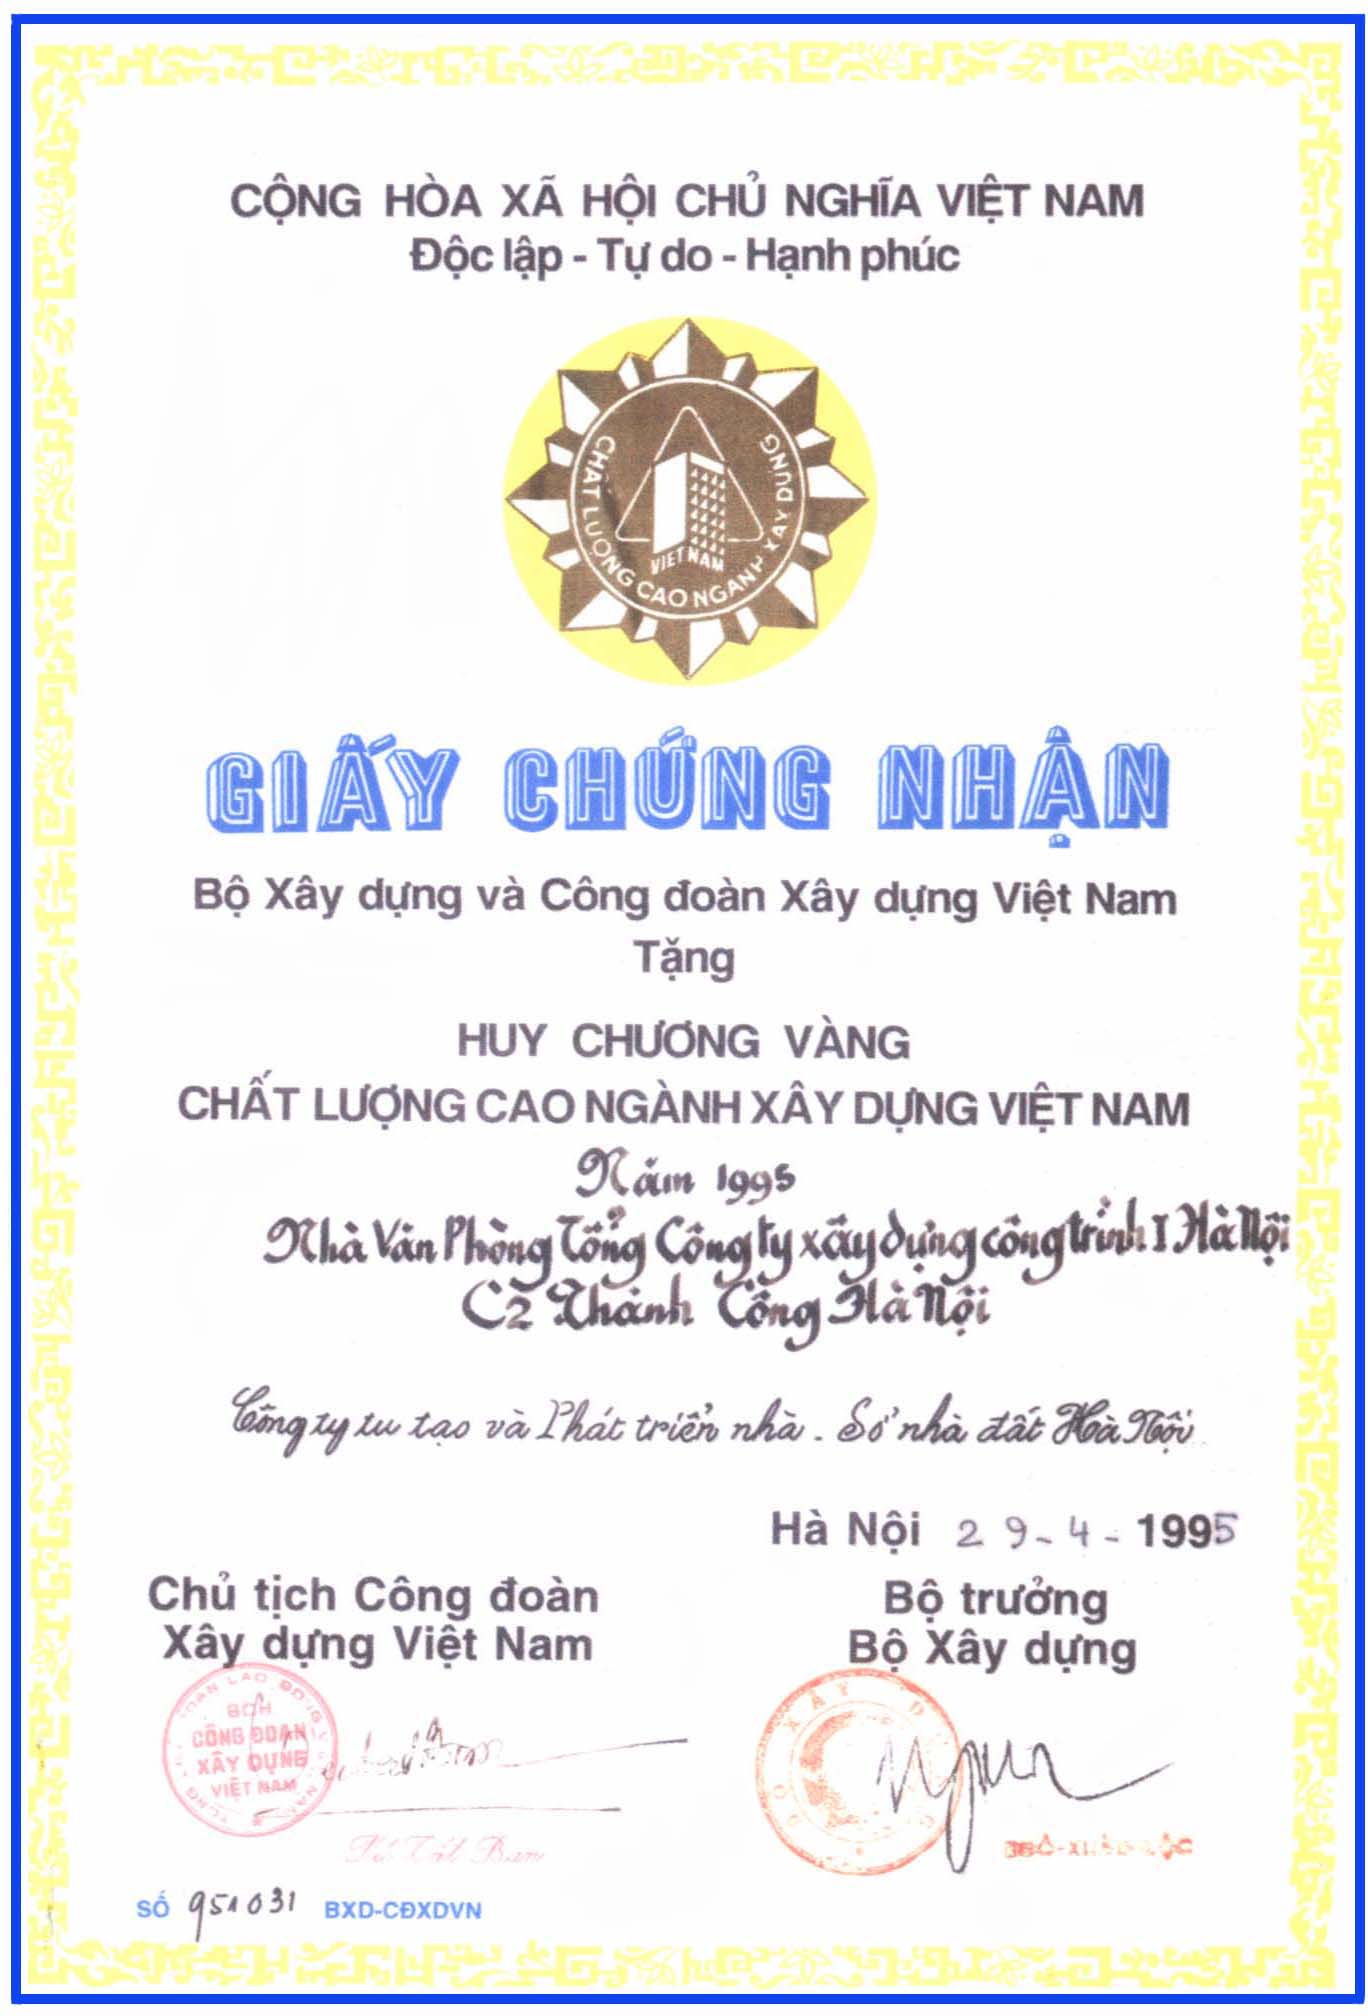 CỘNG HÒA XÃ HỘI CHỦ NGHĨA VIỆT NAM
Độc lập - Tự do - Hạnh phúc
CHẤT LƯỢNG CAO NGÀNH XÂY DỰNG
VIETNAM
GIẤY CHỨNG NHẬN
Bộ Xây dựng và Công đoàn Xây dựng Việt Nam
Tặng
HUY CHƯƠNG VÀNG
CHẤT LƯỢNG CAO NGÀNH XÂY DỰNG VIỆT NAM
Năm 1995
Nhà Văn Phòng Tổng Công ty xây dựng công trình I Hà Nội
C2 Thành Công Hà Nội
Công ty tu tạo và Phát triển nhà. Sở nhà đất Hà Nội
Hà Nội 29-4-1995
Chủ tịch Công đoàn
Xây dựng Việt Nam
Bộ trưởng
Bộ Xây dựng
BCH
CÔNG ĐOÀN
XÂY DỰNG
VIỆT NAM
SỐ 951031 BXD-CĐXDVN